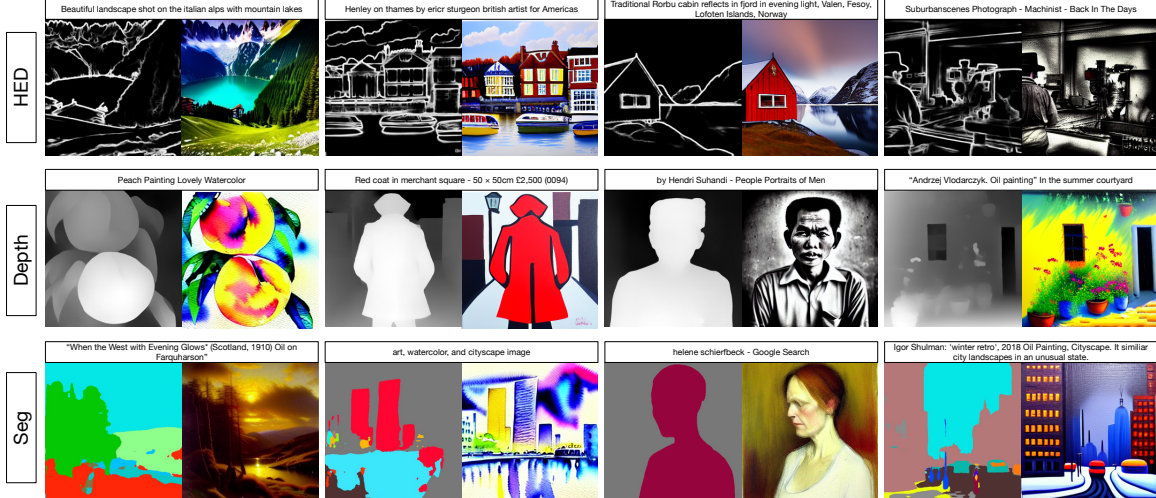 HED
Beautiful landscape shot on the italian alps with mountain lakes
Henley on thames by ericr sturgeon british artist for Americas
Traditional Rorbu cabin reflects in fjord in evening light, Valen, Fesoy,
Lofoten Islands, Norway
Suburbanscenes Photograph - Machinist - Back In The Days
Depth
Peach Painting Lovely Watercolor
Red coat in merchant square - 50 × 50cm £2,500 (0094)
by Hendri Suhandi - People Portraits of Men
“Andrzej Vlodarczyk. Oil painting” In the summer courtyard
Seg
“When the West with Evening Glows" (Scotland, 1910) Oil on
Farquharson”
art, watercolor, and cityscape image
helene schierfbeck - Google Search
Igor Shulman: 'winter retro', 2018 Oil Painting, Cityscape. It similiar
city landscapes in an unusual state.